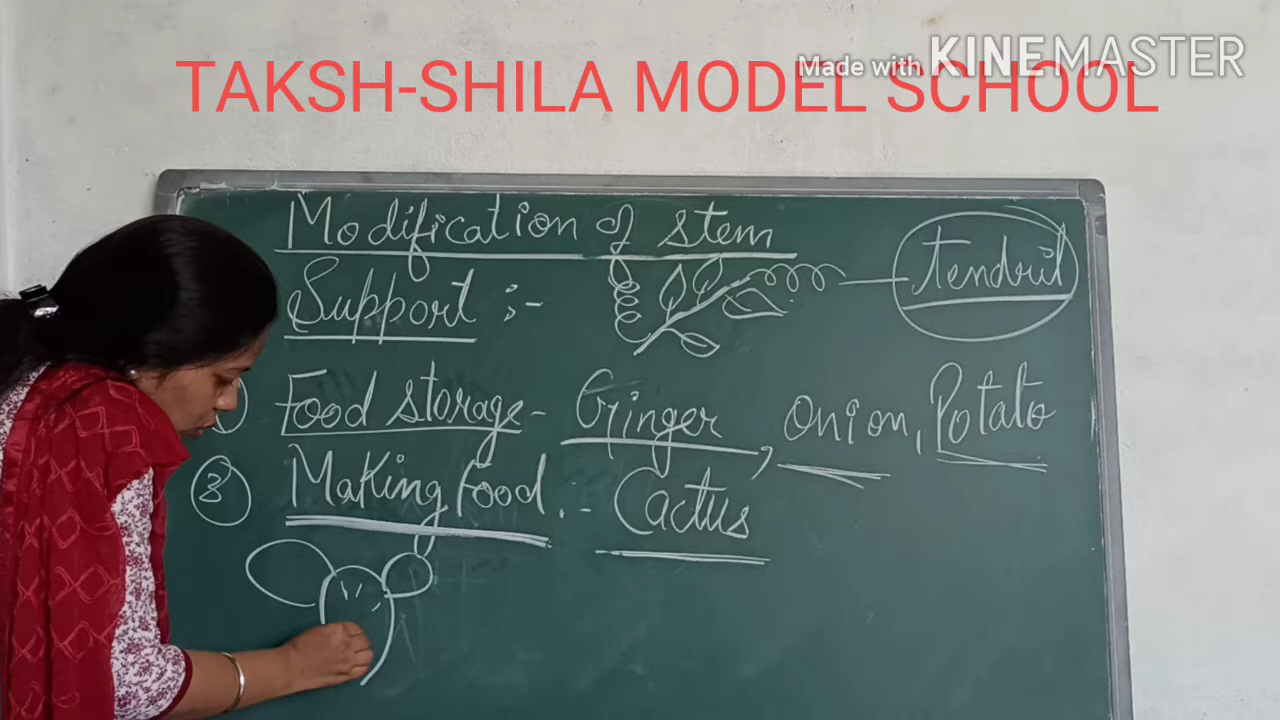 Made with KINEMASTER
TAKSH-SHILA MODEL SCHOOL
Modification of stem
Support :-
tendril
Food storage - Ginger, Onion, Potato
3 Making Food :- Cactus